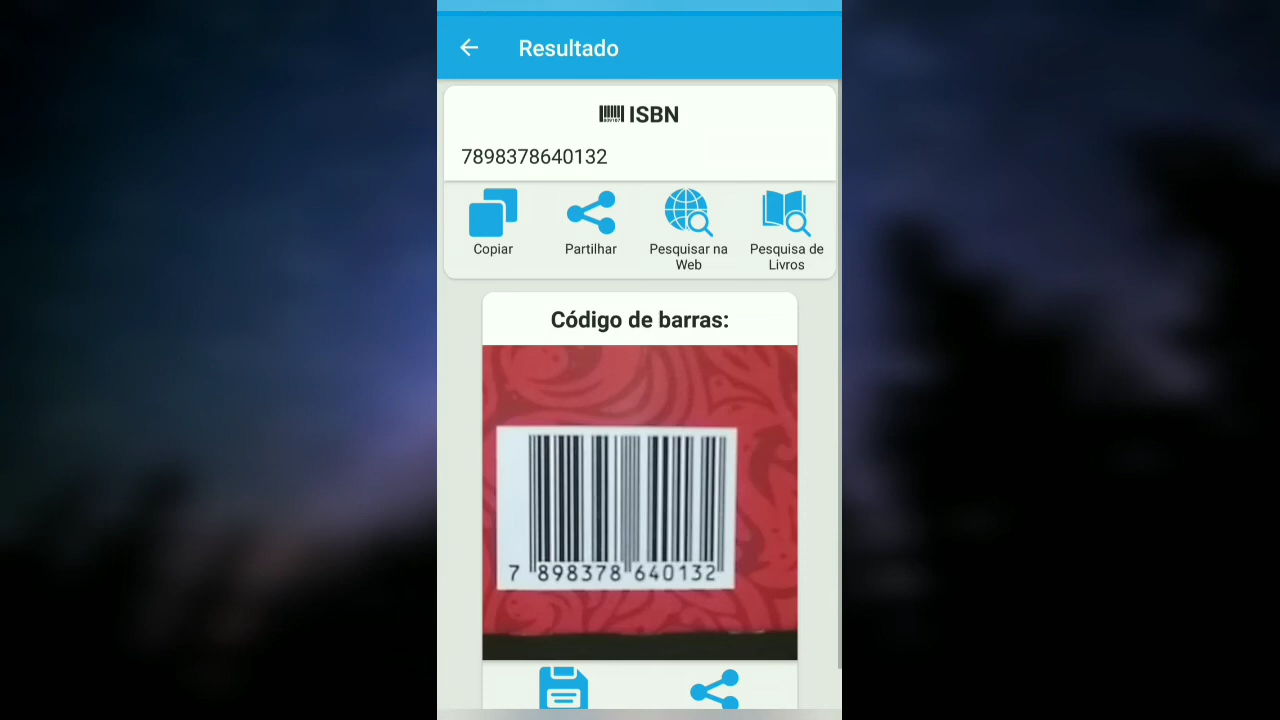 Resultado
ISBN
7898378640132
Copiar
Partilhar
Pesquisar na
Web
Pesquisa de
Livros
Código de barras:
7 898378 640132